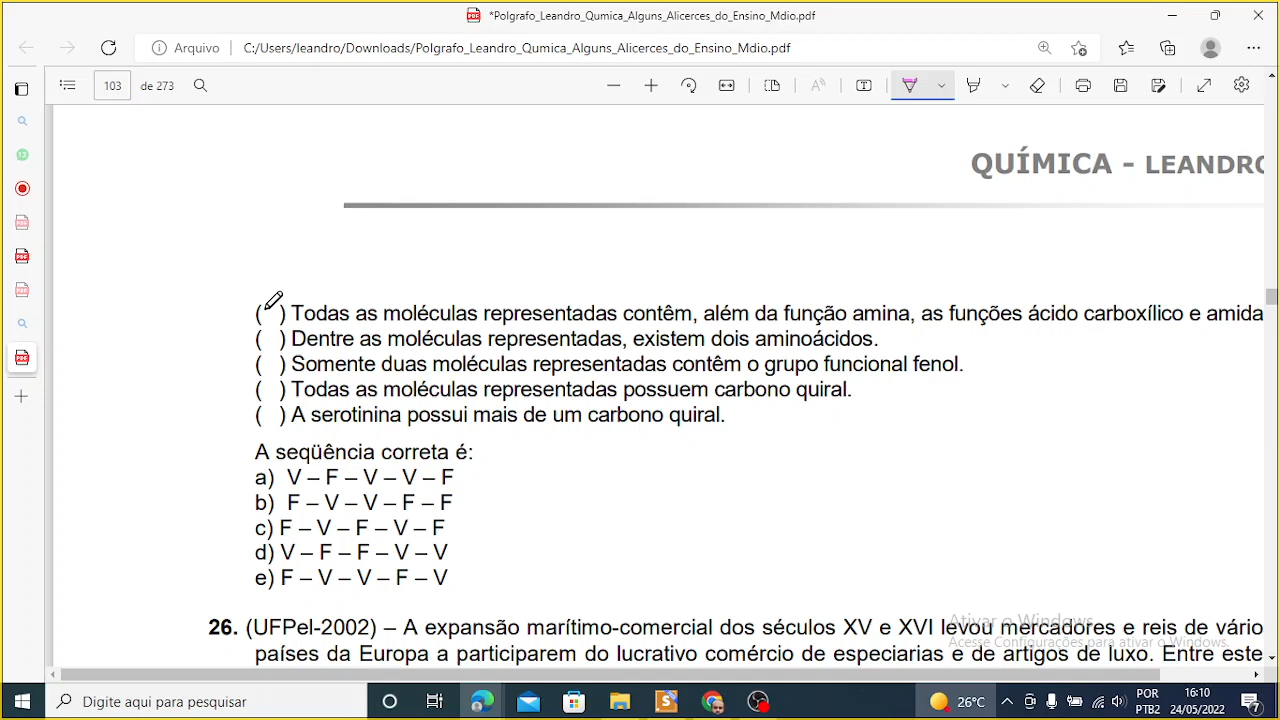 *Polgrafo_Leandro_Qumica_Alguns_Alicerces_do_Ensino_Mdio.pdf
Arquivo C:/Users/leandro/Downloads/Polgrafo_Leandro_Qumica_Alguns_Alicerces_do_Ensino_Mdio.pdf
103 de 273
QUÍMICA - LEANDRO
( ) Todas as moléculas representadas contêm, além da função amina, as funções ácido carboxílico e amida
( ) Dentre as moléculas representadas, existem dois aminoácidos.
( ) Somente duas moléculas representadas contêm o grupo funcional fenol.
( ) Todas as moléculas representadas possuem carbono quiral.
( ) A serotinina possui mais de um carbono quiral.
A seqüência correta é:
a) V – F – V – V – F
b) F – V – V – F – F
c) F – V – F – V – F
d) V – F – F – V – V
e) F – V – V – F – V
26. (UFPel-2002) – A expansão marítimo-comercial dos séculos XV e XVI levou mercadores e reis de vário
países da Europa a participarem do lucrativo comércio de especiarias e de artigos de luxo. Entre este
Ativar o Windows
Acesse Configurações para ativar o Windows.
Digite aqui para pesquisar
26°C
POR
PTB2
16:10
24/05/2022
7